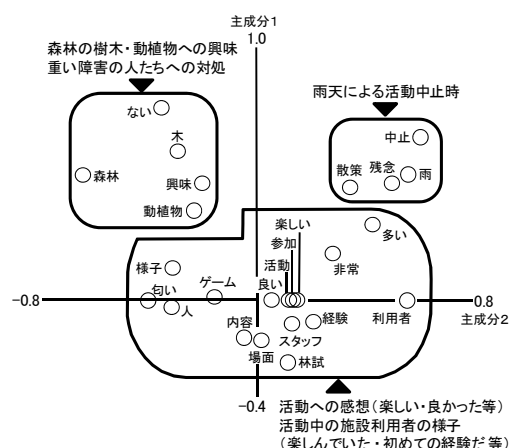 主成分1
1.0
森林の樹木・動植物への興味
重い障害の人たちへの対処
雨天による活動中止時
ない
木
森林
興味
動植物
中止
散策
残念
雨
楽しい
参加
活動
良い
多い
非常
様子
匂い
ゲーム
人
-0.8
0.8
主成分2
内容
場面
スタッフ
経験
利用者
林試
-0.4
活動への感想(楽しい・良かった等)
活動中の施設利用者の様子
(楽しんでいた・初めての経験だ等)